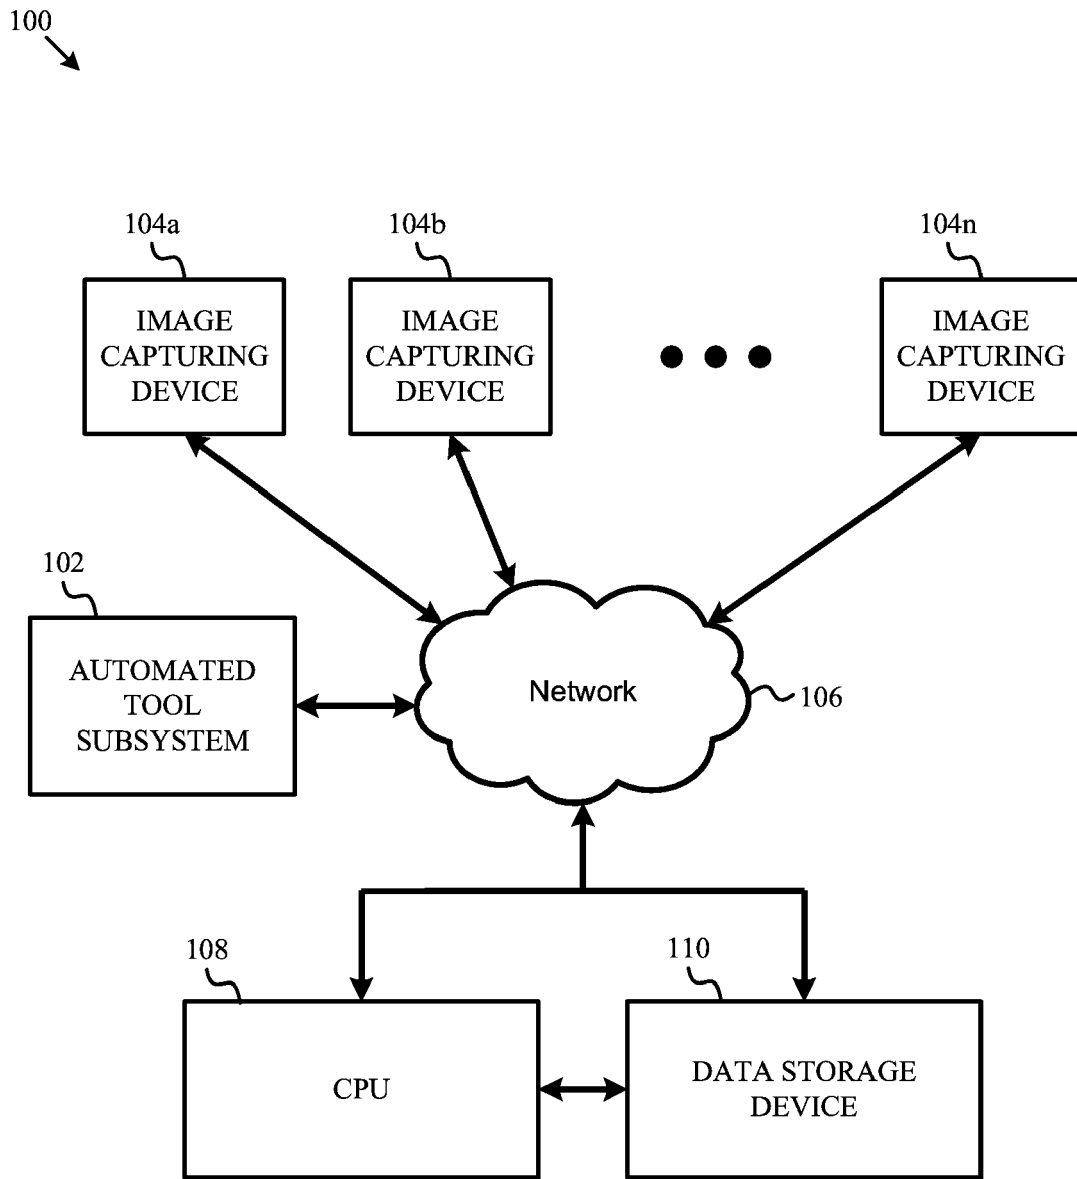 100
104a
104b
104n
IMAGE
CAPTURING
DEVICE
IMAGE
CAPTURING
DEVICE
IMAGE
CAPTURING
DEVICE
102
AUTOMATED
TOOL
SUBSYSTEM
Network
106
108
110
CPU
DATA STORAGE
DEVICE